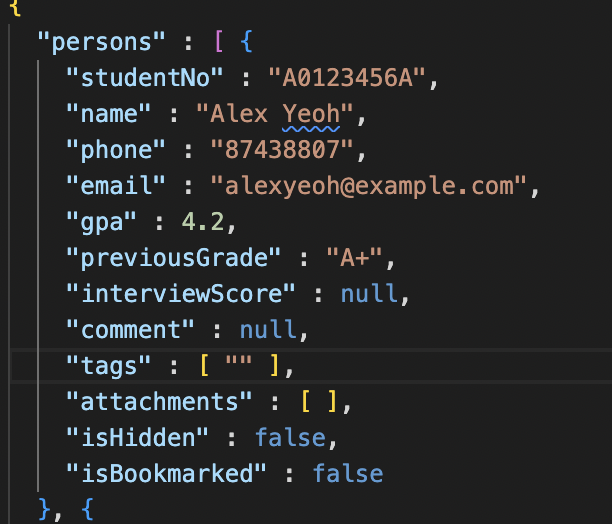 {
"persons" : [ {
"studentNo" : "A0123456A",
"name" : "Alex Yeoh",
"phone" : "87438807",
"email" : "alexyeoh@example.com",
"gpa" : 4.2,
"previousGrade" : "A+",
"interviewScore" : null,
"comment" : null,
"tags" : [ "" ],
"attachments" : [ ],
"isHidden" : false,
"isBookmarked" : false
}, {